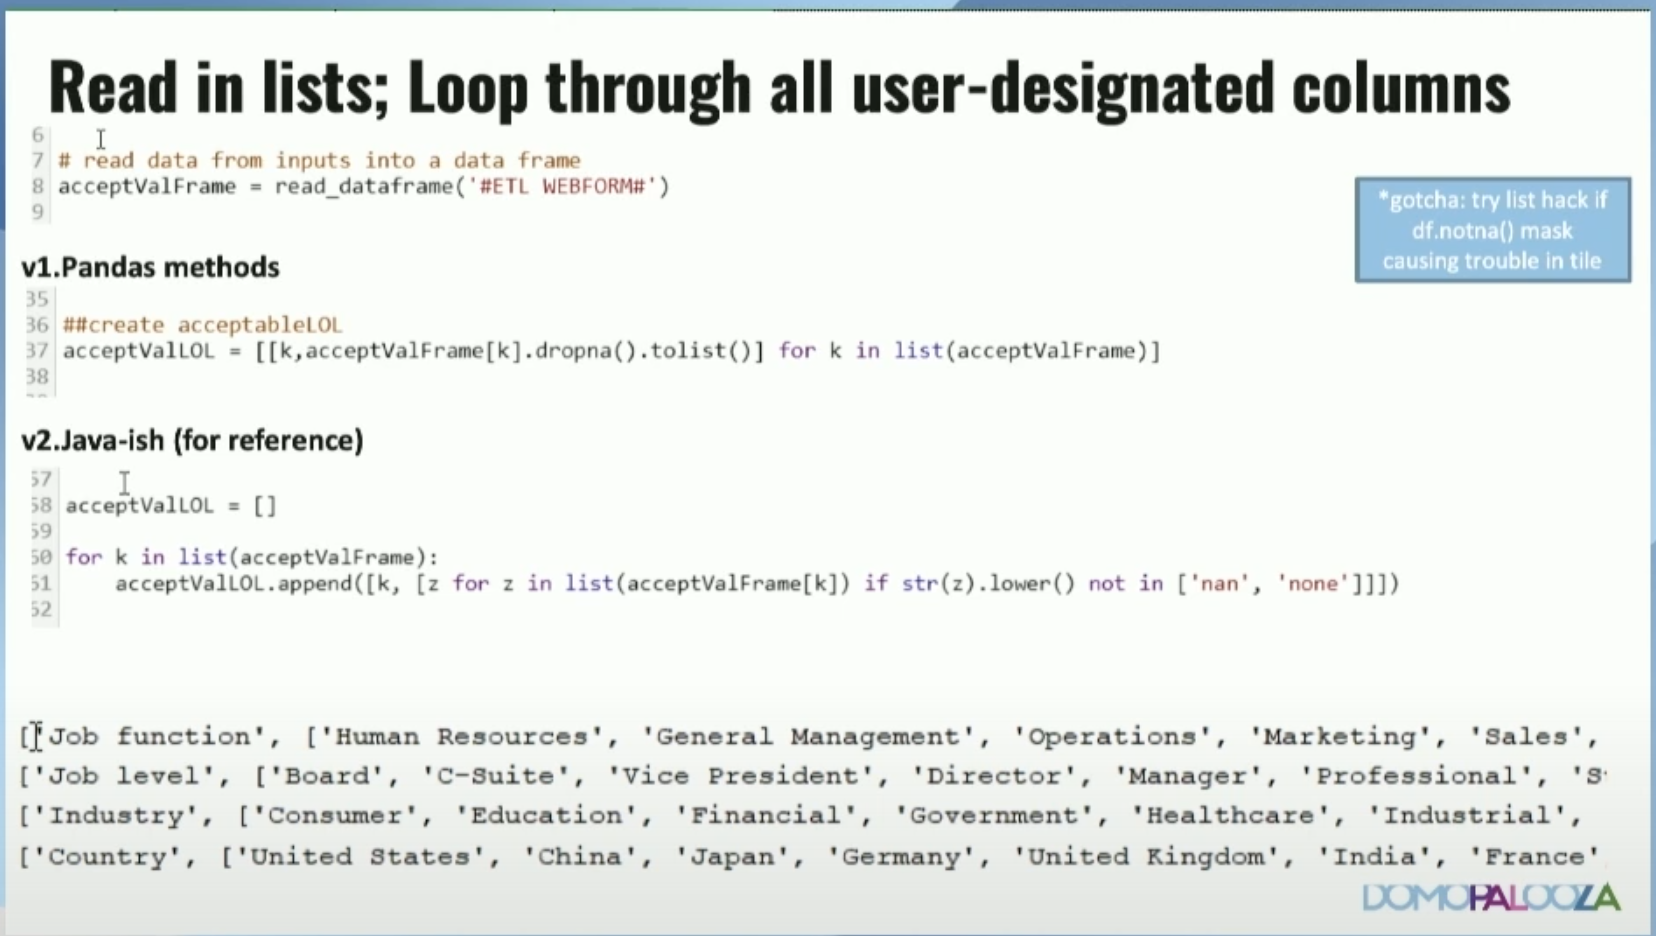 Read in lists; Loop through all user-designated columns
6
7 # read data from inputs into a data frame
8 acceptValFrame = read_dataframe('#ETL WEBFORM#')
9
*gotcha: try list hack if
df.notna() mask
causing trouble in tile
v1.Pandas methods
35
36 ##create acceptableLOL
37 acceptValLOL = [[k,acceptValFrame[k].dropna().tolist()] for k in list(acceptValFrame)]
38
v2.Java-ish (for reference)
57
58 acceptValLOL = []
59
60 for k in list(acceptValFrame):
61 acceptValLOL.append([k, [z for z in list(acceptValFrame[k]) if str(z).lower() not in ['nan', 'none']]])
62
['Job function', ['Human Resources', 'General Management', 'Operations', 'Marketing', 'Sales',
['Job level', ['Board', 'C-Suite', 'Vice President', 'Director', 'Manager', 'Professional',
['Industry', ['Consumer', 'Education', 'Financial', 'Government', 'Healthcare', 'Industrial',
['Country', ['United States', 'China', 'Japan', 'Germany', 'United Kingdom', 'India', 'France'
DOMOPALOOZA